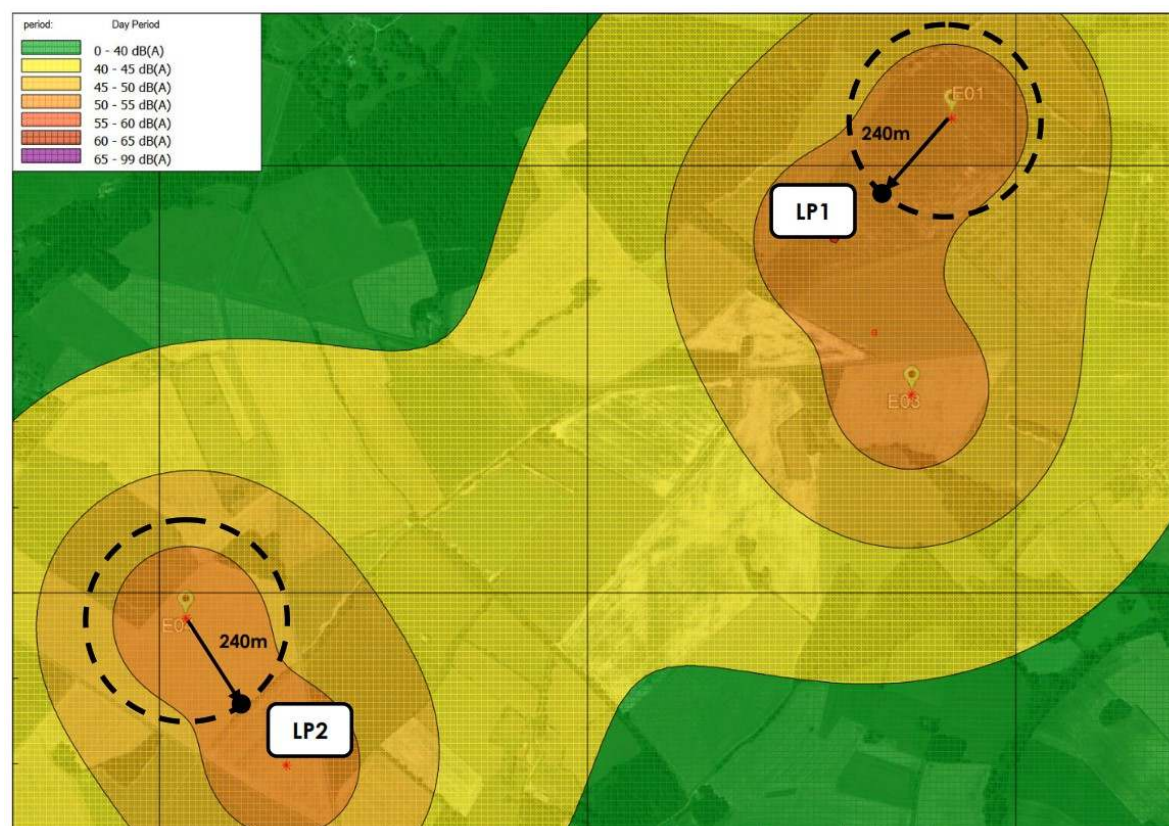 period: Day Period
0 - 40 dB(A)
40 - 45 dB(A)
45 - 50 dB(A)
50 - 55 dB(A)
55 - 60 dB(A)
60 - 65 dB(A)
65 - 99 dB(A)
E01
240m
LP1
E03
240m
LP2